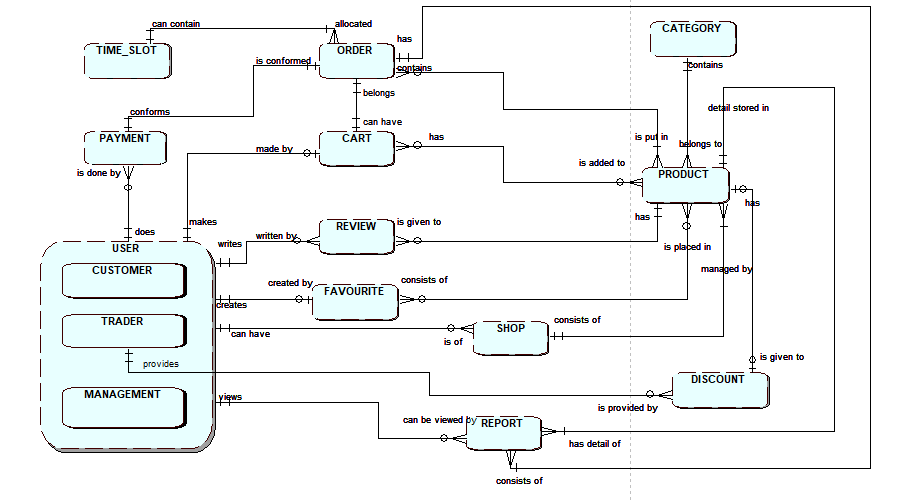 can contain
allocated
TIME_SLOT
ORDER
has
CATEGORY
is conformed
contains
contains
belongs
detail stored in
conforms
can have
PAYMENT
CART
has
is put in
belongs to
made by
is done by
is added to
PRODUCT
makes
has
has
does
writes
written by
REVIEW
is given to
USER
is placed in
CUSTOMER
managed by
created by
FAVOURITE
consists of
creates
TRADER
can have
is of
SHOP
consists of
provides
is given to
DISCOUNT
MANAGEMENT
views
is provided by
can be viewed by
REPORT
has detail of
consists of